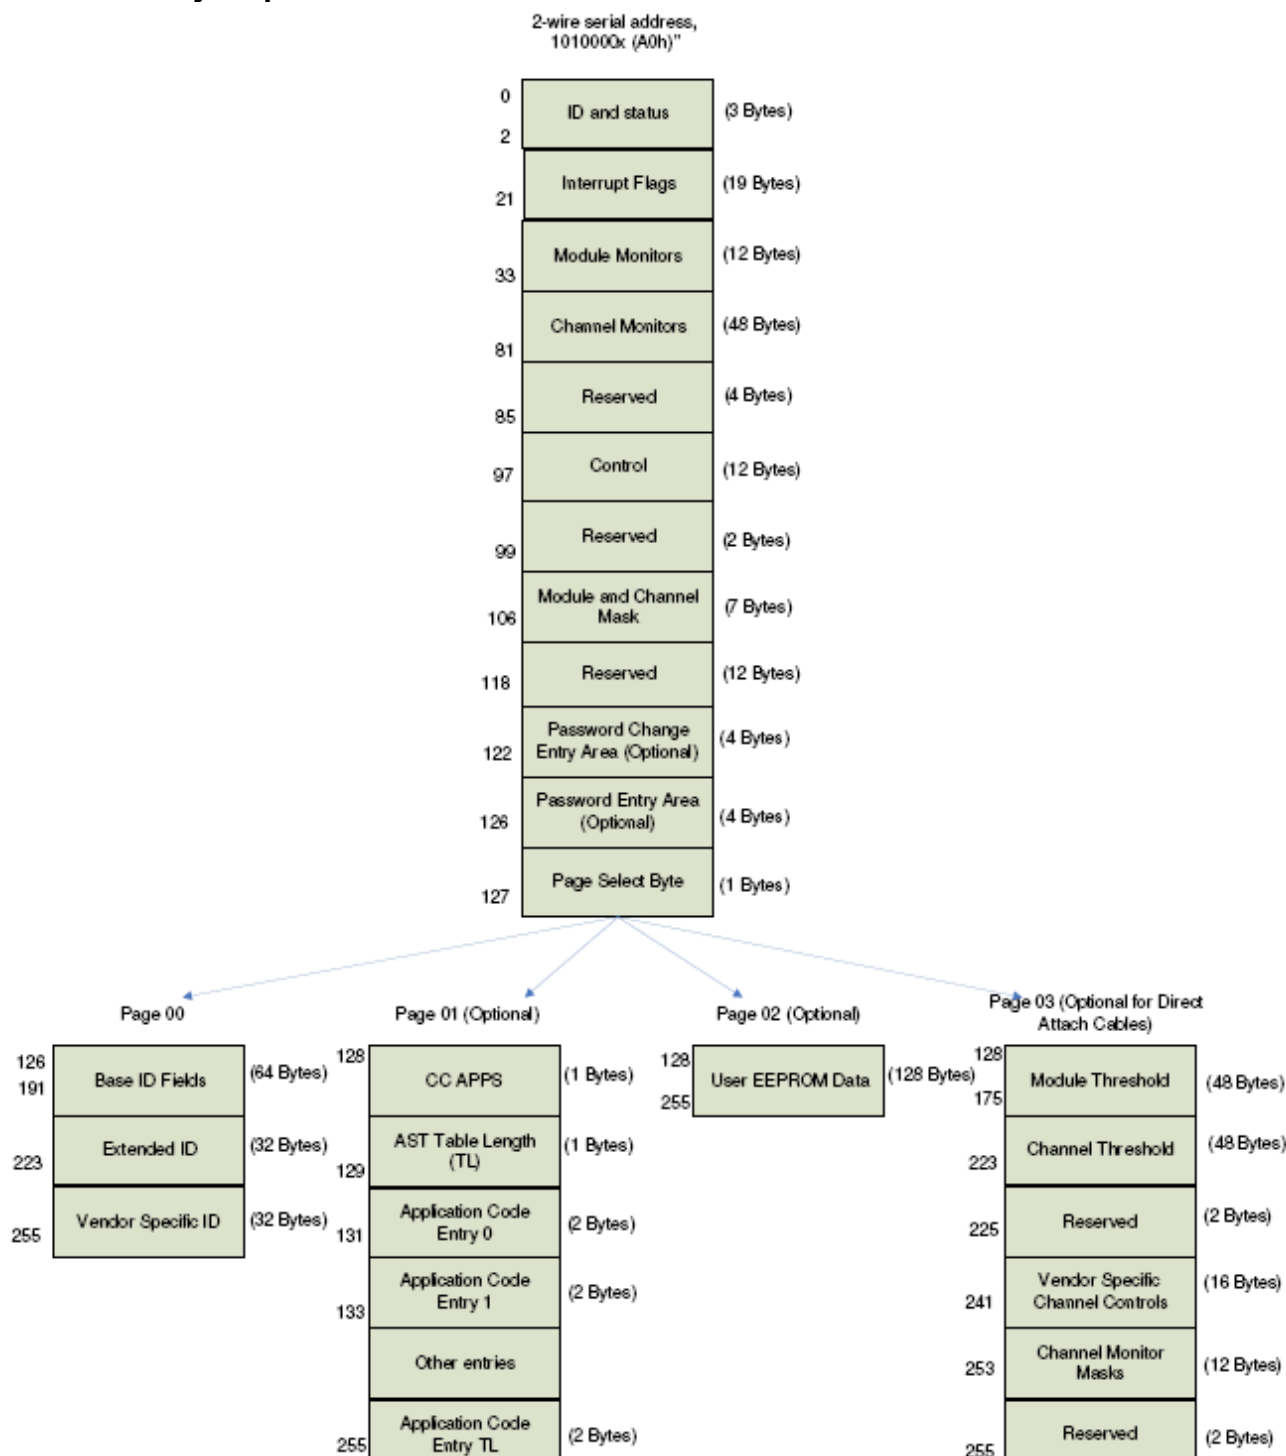 2-wire serial address,
1010000x (A0h)"
0
ID and status
(3 Bytes)
2
Interrupt Flags
(19 Bytes)
21
Module Monitors
(12 Bytes)
33
Channel Monitors
(48 Bytes)
81
Reserved
(4 Bytes)
85
Control
(12 Bytes)
97
Reserved
(2 Bytes)
99
Module and Channel
Mask
(7 Bytes)
106
Reserved
(12 Bytes)
118
Password Change
Entry Area (Optional)
(4 Bytes)
122
Password Entry Area
(Optional)
(4 Bytes)
126
Page Select Byte
(1 Bytes)
127
Page 00
126
191
Base ID Fields
(64 Bytes)
Extended ID
(32 Bytes)
223
Vendor Specific ID
(32 Bytes)
255
Page 01 (Optional)
128
CC APPS
(1 Bytes)
AST Table Length
(TL)
(1 Bytes)
129
Application Code
Entry 0
(2 Bytes)
131
Application Code
Entry 1
(2 Bytes)
133
Other entries
Application Code
Entry TL
(2 Bytes)
255
Page 02 (Optional)
128
User EEPROM Data
(128 Bytes)
255
Page 03 (Optional for Direct
Attach Cables)
128
Module Threshold
(48 Bytes)
175
Channel Threshold
(48 Bytes)
223
Reserved
(2 Bytes)
225
Vendor Specific
Channel Controls
(16 Bytes)
241
Channel Monitor
Masks
(12 Bytes)
253
Reserved
(2 Bytes)
255